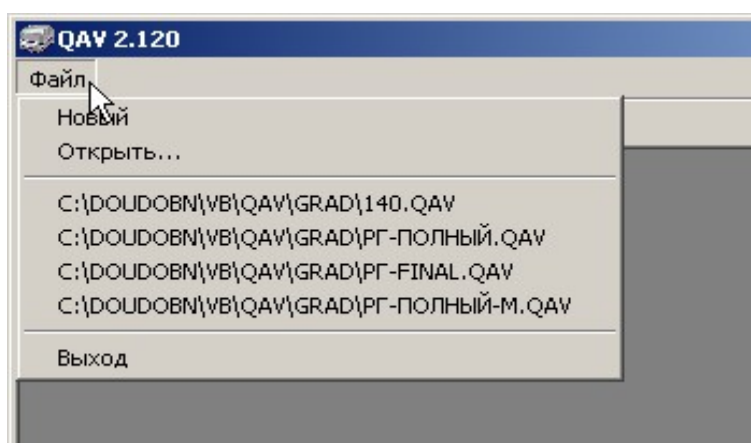 QAV 2.120
Файл
Новый
Открыть...
C:\DOUDOBN\VB\QAV\GRAD\140.QAV
C:\DOUDOBN\VB\QAV\GRAD\РГ-ПОЛНЫЙ.QAV
C:\DOUDOBN\VB\QAV\GRAD\РГ-FINAL.QAV
C:\DOUDOBN\VB\QAV\GRAD\РГ-ПОЛНЫЙ-М.QAV
Выход